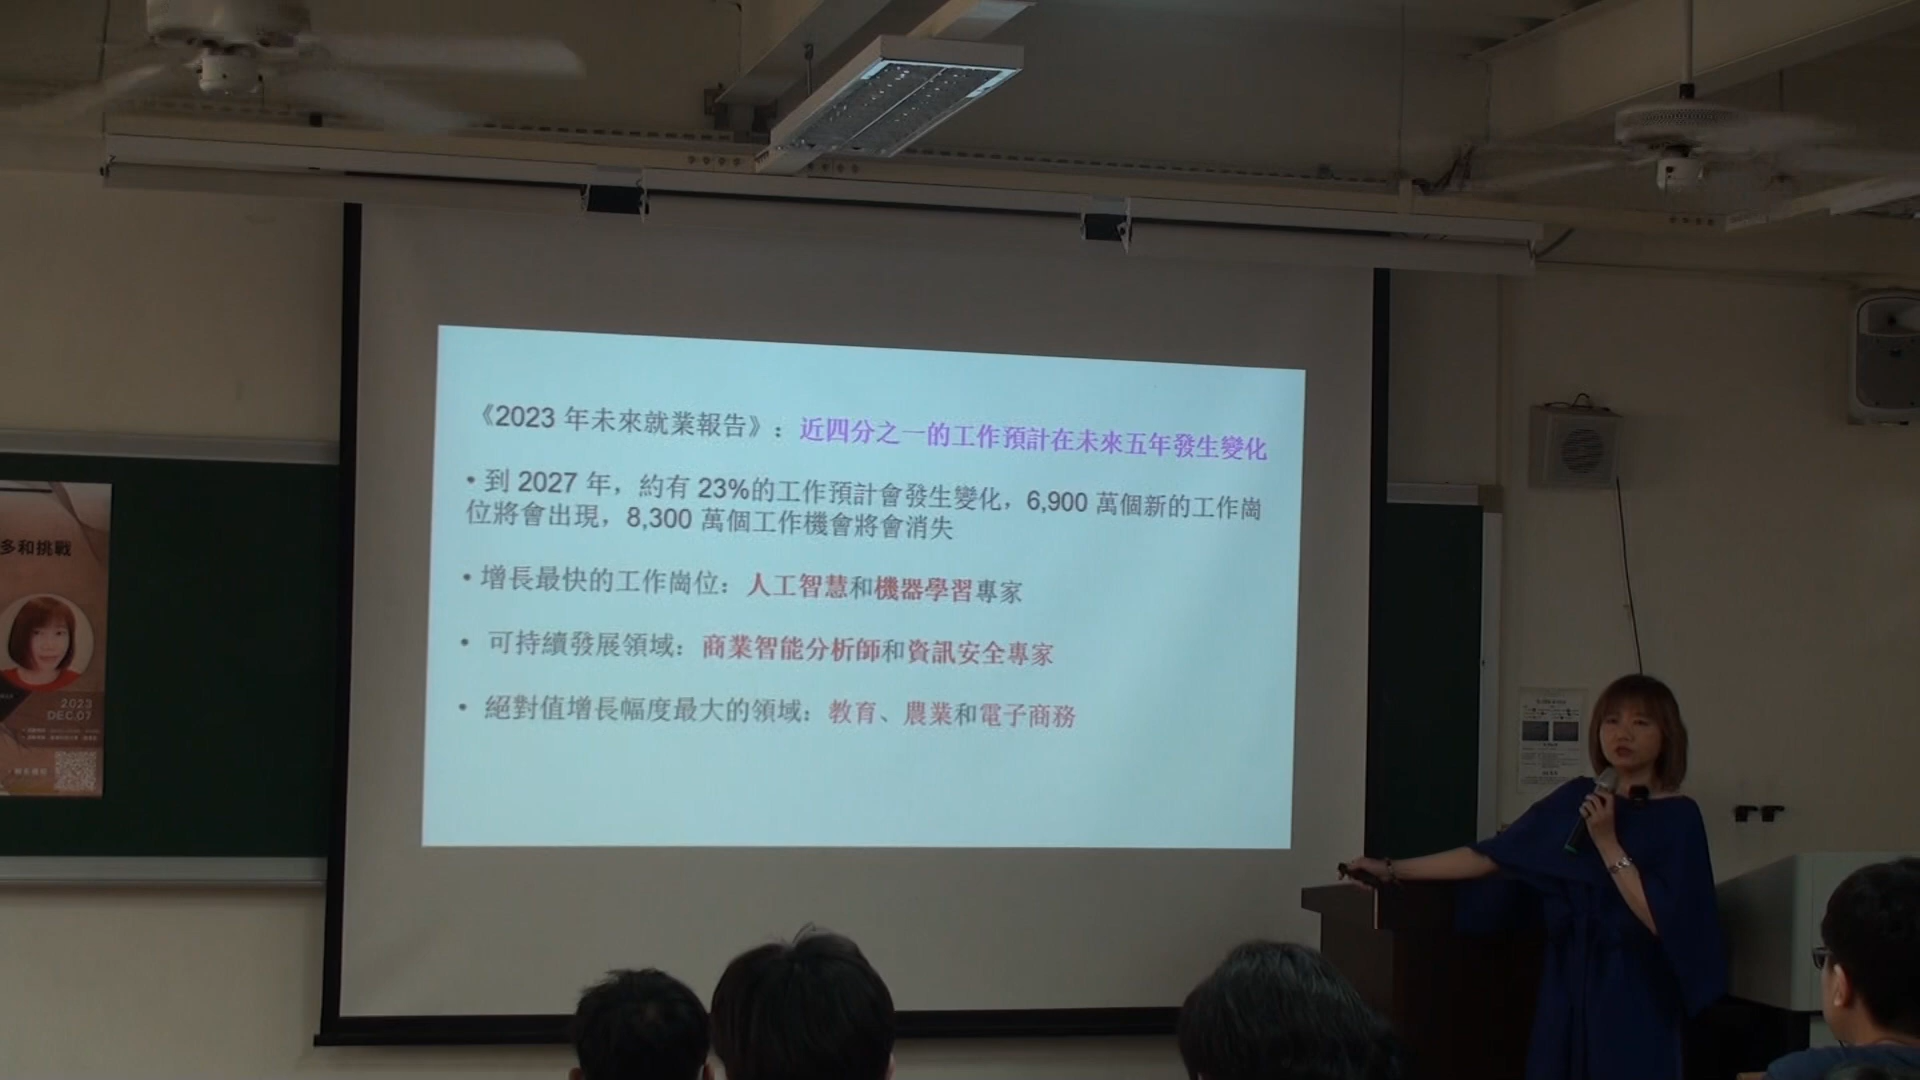 《2023 年未來就業報告》：近四分之一的工作預計在未來五年發生變化
• 到 2027 年，約有 23%的工作預計會發生變化，6,900 萬個新的工作崗
位將會出現，8,300 萬個工作機會將會消失
• 增長最快的工作崗位：人工智慧和機器學習專家
• 可持續發展領域：商業智能分析師和資訊安全專家
• 絕對值增長幅度最大的領域：教育、農業和電子商務
多和挑戰
2023
DEC.07